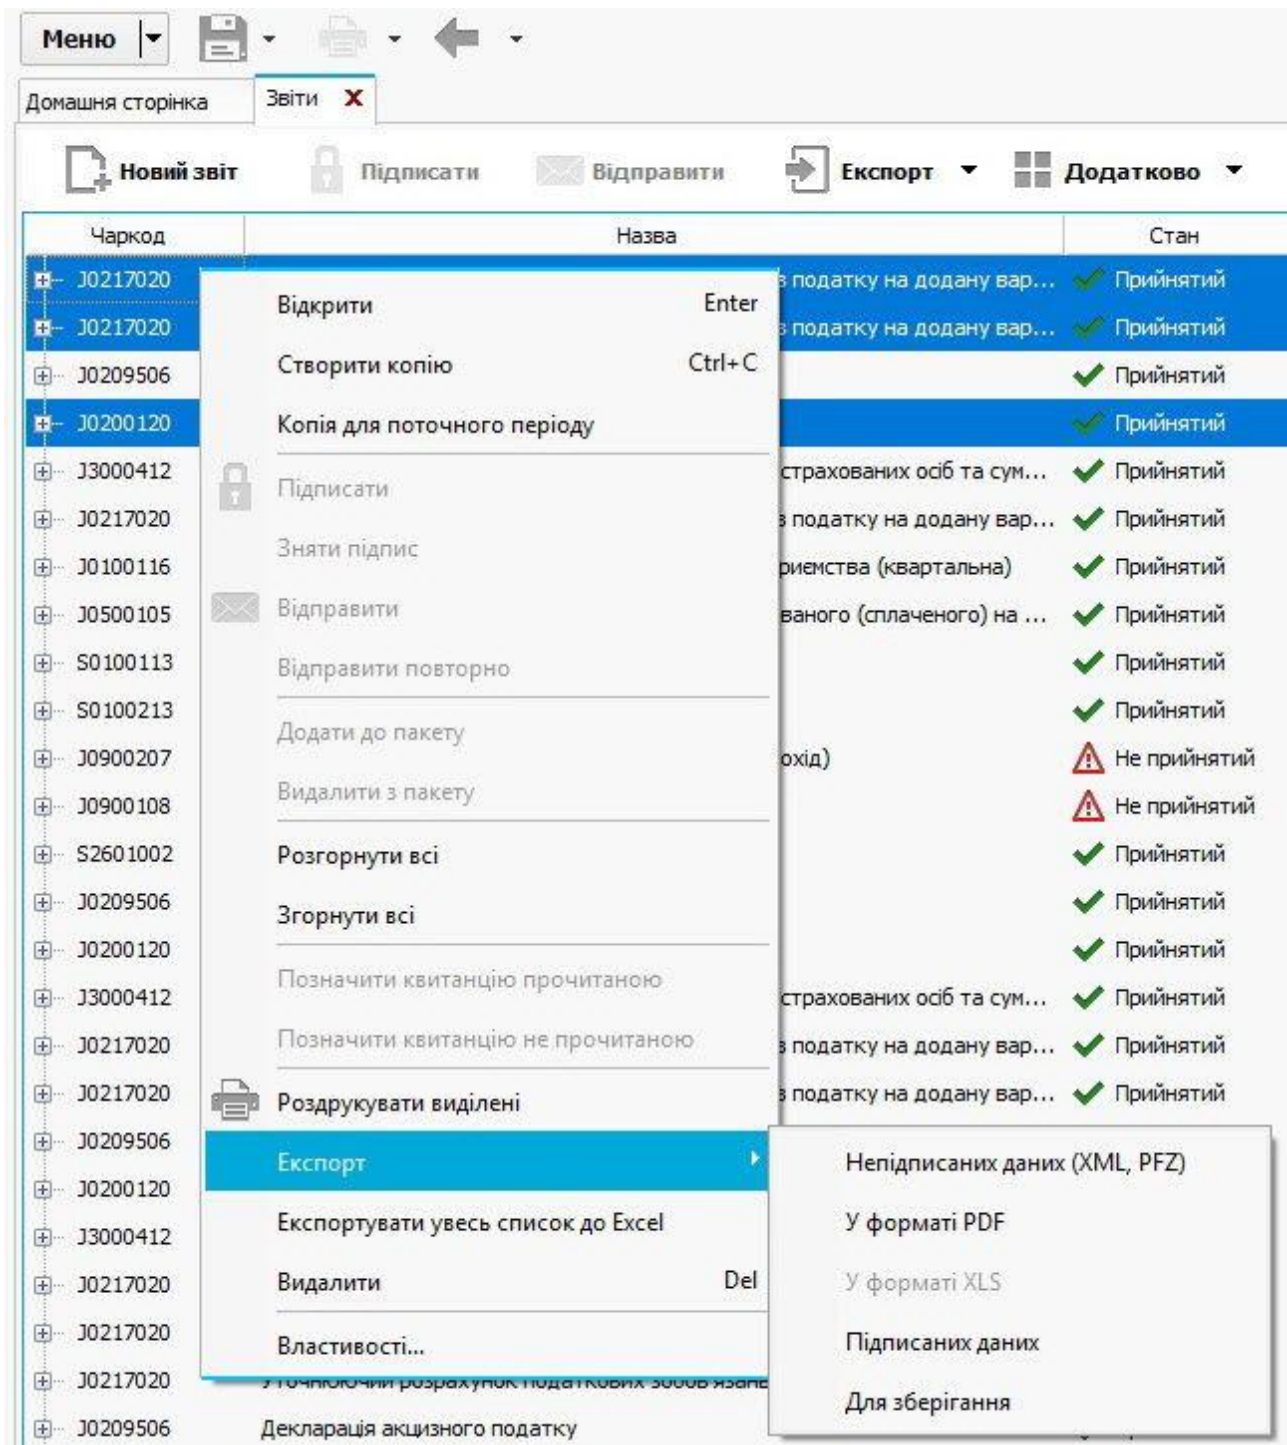 Меню
Домашня сторінка Звіти X
Новий звіт Підписати Відправити Експорт Додатково
Чаркод Назва Стан
J0217020 з податку на додану вар... Прийнятий
J0217020 з податку на додану вар... Прийнятий
J0209506 Прийнятий
J0200120 Прийнятий
J3000412 страхованих осіб та сум... Прийнятий
J0217020 з податку на додану вар... Прийнятий
J0100116 риємства (квартальна) Прийнятий
J0500105 ваного (сплаченого) на ... Прийнятий
S0100113 Прийнятий
S0100213 Прийнятий
J0900207 охід) Не прийнятий
J0900108 Не прийнятий
S2601002 Прийнятий
J0209506 Прийнятий
J0200120 Прийнятий
J3000412 страхованих осіб та сум... Прийнятий
J0217020 з податку на додану вар... Прийнятий
J0217020 з податку на додану вар... Прийнятий
J0209506
J0200120
J3000412
J0217020
J0217020
J0217020 Уточнюючий розрахунок податкових зобов'язань
J0209506 Декларація акцизного податку
Відкрити Enter
Створити копію Ctrl+C
Копія для поточного періоду
Підписати
Зняти підпис
Відправити
Відправити повторно
Додати до пакету
Видалити з пакету
Розгорнути всі
Згорнути всі
Позначити квитанцію прочитаною
Позначити квитанцію не прочитаною
Роздрукувати виділені
Експорт
Експортувати увесь список до Excel
Видалити Del
Властивості...
Непідписаних даних (XML, PFZ)
У форматі PDF
У форматі XLS
Підписаних даних
Для зберігання